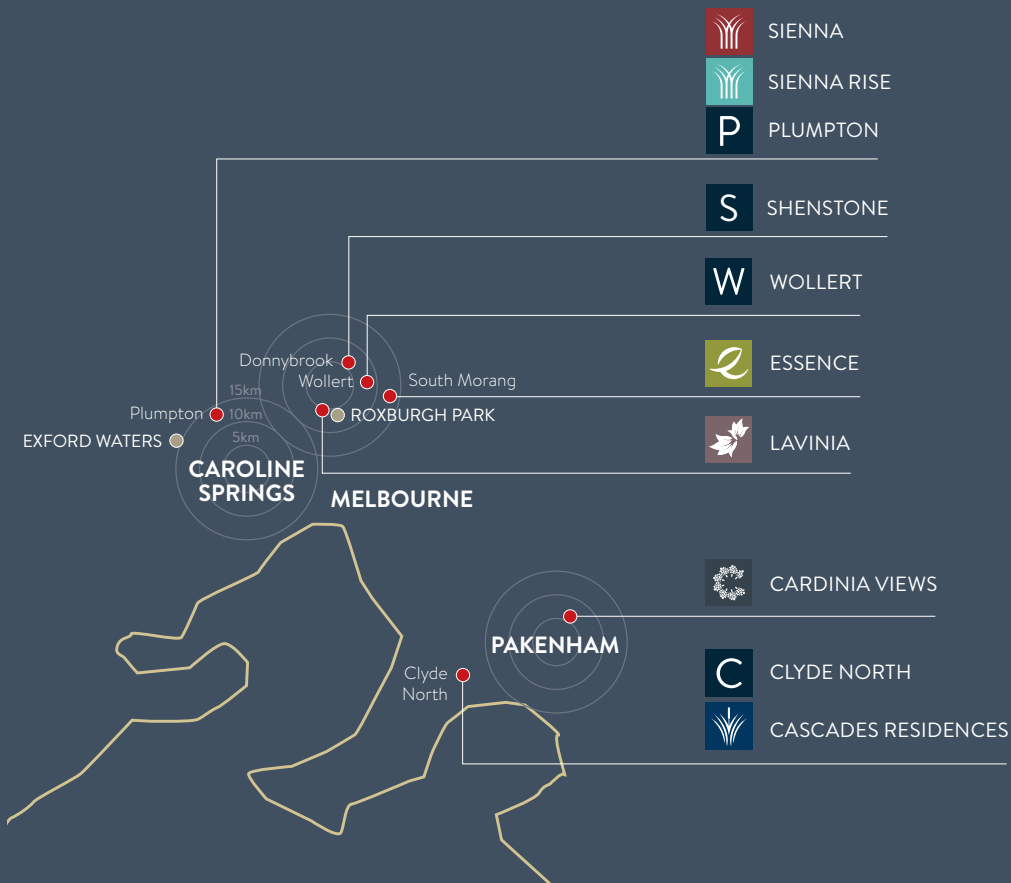 SIENNA
SIENNA RISE
P PLUMPTON
S SHENSTONE
W WOLLERT
ESSENCE
LAVINIA
Donnybrook
Wollert
South Morang
15km
Plumpton
10km
ROXBURGH PARK
5km
EXFORD WATERS
CAROLINE
SPRINGS
MELBOURNE
CARDINIA VIEWS
PAKENHAM
Clyde
North
C CLYDE NORTH
CASCADES RESIDENCES